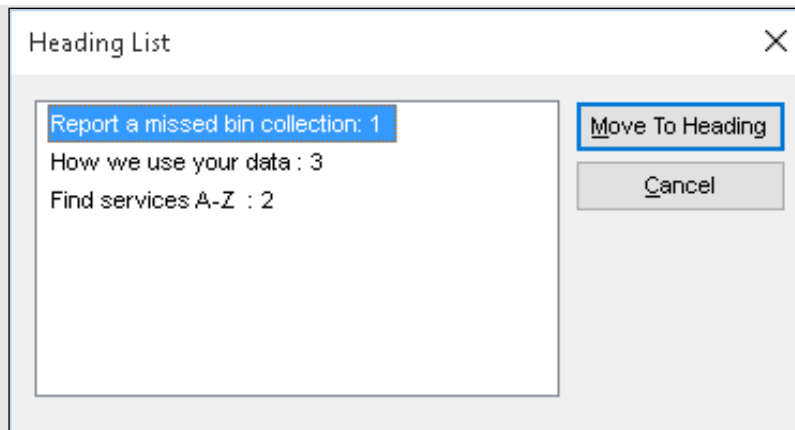 Heading List
Report a missed bin collection: 1
How we use your data : 3
Find services A-Z : 2
Move To Heading
Cancel